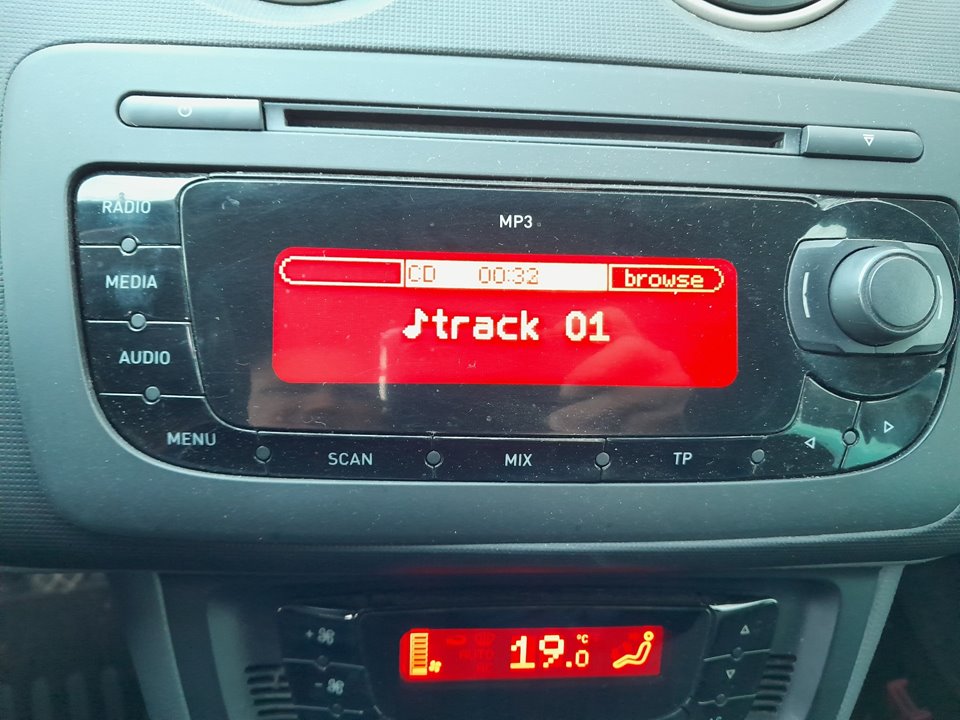 MP3
RADIO
MEDIA
AUDIO
MENU
CD 00:32 browse
track 01
SCAN MIX TP
19.0 °C